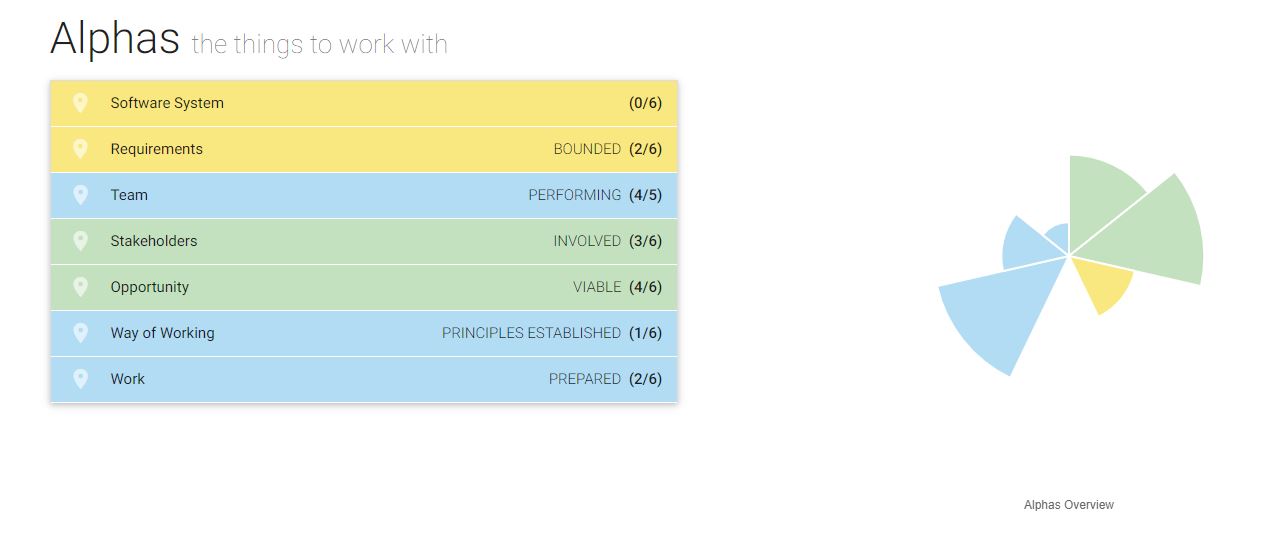 Alphas the things to work with
Software System (0/6)
Requirements BOUNDED (2/6)
Team PERFORMING (4/5)
Stakeholders INVOLVED (3/6)
Opportunity VIABLE (4/6)
Way of Working PRINCIPLES ESTABLISHED (1/6)
Work PREPARED (2/6)
Alphas Overview